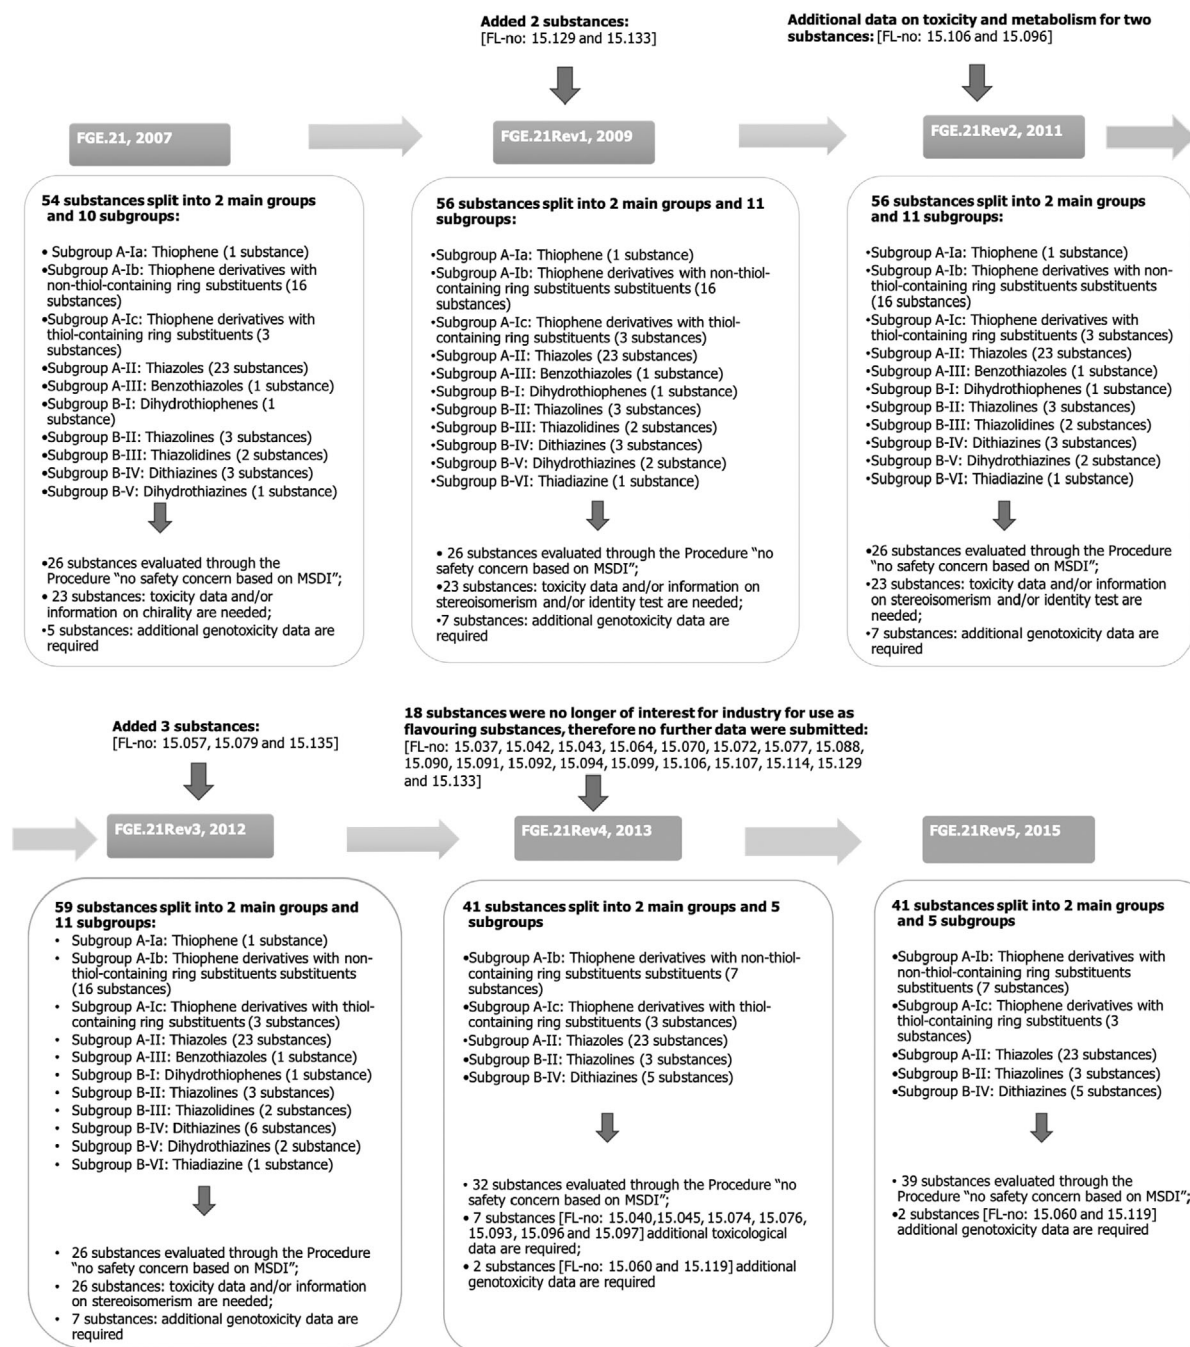 Added 2 substances:
[FL-no: 15.129 and 15.133]
Additional data on toxicity and metabolism for two
substances: [FL-no: 15.106 and 15.096]
FGE.21, 2007
FGE.21Rev1, 2009
FGE.21Rev2, 2011
54 substances split into 2 main groups
and 10 subgroups:
• Subgroup A-Ia: Thiophene (1 substance)
•Subgroup A-Ib: Thiophene derivatives with
non-thiol-containing ring substituents (16
substances)
•Subgroup A-Ic: Thiophene derivatives with
thiol-containing ring substituents (3
substances)
•Subgroup A-II: Thiazoles (23 substances)
•Subgroup A-III: Benzothiazoles (1 substance)
•Subgroup B-I: Dihydrothiophenes (1
substance)
•Subgroup B-II: Thiazolines (3 substances)
•Subgroup B-III: Thiazolidines (2 substances)
•Subgroup B-IV: Dithiazines (3 substances)
•Subgroup B-V: Dihydrothiazines (1 substance)
•26 substances evaluated through the
Procedure “no safety concern based on MSDI”;
• 23 substances: toxicity data and/or
information on chirality are needed;
•5 substances: additional genotoxicity data are
required
56 substances split into 2 main groups and 11
subgroups:
•Subgroup A-Ia: Thiophene (1 substance)
•Subgroup A-Ib: Thiophene derivatives with non-thiol-
containing ring substituents substituents (16
substances)
•Subgroup A-Ic: Thiophene derivatives with thiol-
containing ring substituents (3 substances)
•Subgroup A-II: Thiazoles (23 substances)
•Subgroup A-III: Benzothiazoles (1 substance)
•Subgroup B-I: Dihydrothiophenes (1 substance)
•Subgroup B-II: Thiazolines (3 substances)
•Subgroup B-III: Thiazolidines (2 substances)
•Subgroup B-IV: Dithiazines (3 substances)
•Subgroup B-V: Dihydrothiazines (2 substance)
•Subgroup B-VI: Thiadiazine (1 substance)
• 26 substances evaluated through the Procedure “no
safety concern based on MSDI”;
•23 substances: toxicity data and/or information on
stereoisomerism and/or identity test are needed;
•7 substances: additional genotoxicity data are
required
56 substances split into 2 main groups
and 11 subgroups:
•Subgroup A-Ia: Thiophene (1 substance)
•Subgroup A-Ib: Thiophene derivatives with
non-thiol-containing ring substituents substituents
(16 substances)
•Subgroup A-Ic: Thiophene derivatives with
thiol-containing ring substituents (3 substances)
•Subgroup A-II: Thiazoles (23 substances)
•Subgroup A-III: Benzothiazoles (1 substance)
•Subgroup B-I: Dihydrothiophenes (1 substance)
•Subgroup B-II: Thiazolines (3 substances)
•Subgroup B-III: Thiazolidines (2 substances)
•Subgroup B-IV: Dithiazines (3 substances)
•Subgroup B-V: Dihydrothiazines (2 substance)
•Subgroup B-VI: Thiadiazine (1 substance)
•26 substances evaluated through the Procedure
“no safety concern based on MSDI”;
•23 substances: toxicity data and/or information
on stereoisomerism and/or identity test are
needed;
•7 substances: additional genotoxicity data are
required
Added 3 substances:
[FL-no: 15.057, 15.079 and 15.135]
18 substances were no longer of interest for industry for use as
flavouring substances, therefore no further data were submitted:
[FL-no: 15.037, 15.042, 15.043, 15.064, 15.070, 15.072, 15.077, 15.088,
15.090, 15.091, 15.092, 15.094, 15.099, 15.106, 15.107, 15.114, 15.129
and 15.133]
FGE.21Rev3, 2012
FGE.21Rev4, 2013
FGE.21Rev5, 2015
59 substances split into 2 main groups and
11 subgroups:
• Subgroup A-Ia: Thiophene (1 substance)
• Subgroup A-Ib: Thiophene derivatives with non-
thiol-containing ring substituents substituents
(16 substances)
• Subgroup A-Ic: Thiophene derivatives with thiol-
containing ring substituents (3 substances)
• Subgroup A-II: Thiazoles (23 substances)
• Subgroup A-III: Benzothiazoles (1 substance)
• Subgroup B-I: Dihydrothiophenes (1 substance)
• Subgroup B-II: Thiazolines (3 substances)
• Subgroup B-III: Thiazolidines (2 substances)
• Subgroup B-IV: Dithiazines (6 substances)
• Subgroup B-V: Dihydrothiazines (2 substance)
• Subgroup B-VI: Thiadiazine (1 substance)
• 26 substances evaluated through the Procedure
“no safety concern based on MSDI”;
• 26 substances: toxicity data and/or information
on stereoisomerism are needed;
• 7 substances: additional genotoxicity data are
required
41 substances split into 2 main groups and 5
subgroups
•Subgroup A-Ib: Thiophene derivatives with non-thiol-
containing ring substituents substituents (7
substances)
•Subgroup A-Ic: Thiophene derivatives with thiol-
containing ring substituents (3 substances)
•Subgroup A-II: Thiazoles (23 substances)
•Subgroup B-II: Thiazolines (3 substances)
•Subgroup B-IV: Dithiazines (5 substances)
• 32 substances evaluated through the Procedure “no
safety concern based on MSDI”;
• 7 substances [FL-no: 15.040,15.045, 15.074, 15.076,
15.093, 15.096 and 15.097] additional toxicological
data are required;
• 2 substances [FL-no: 15.060 and 15.119] additional
genotoxicity data are required
41 substances split into 2 main groups
and 5 subgroups
•Subgroup A-Ib: Thiophene derivatives with
non-thiol-containing ring substituents
substituents (7 substances)
•Subgroup A-Ic: Thiophene derivatives with
thiol-containing ring substituents (3
substances)
•Subgroup A-II: Thiazoles (23 substances)
•Subgroup B-II: Thiazolines (3 substances)
•Subgroup B-IV: Dithiazines (5 substances)
• 39 substances evaluated through the
Procedure “no safety concern based on MSDI”;
•2 substances [FL-no: 15.060 and 15.119]
additional genotoxicity data are required